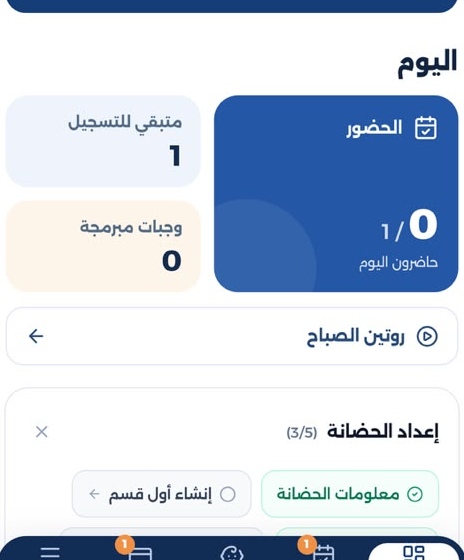 اليوم
الحضور
0 / 1
حاضرون اليوم
متبقي للتسجيل
1
وجبات مبرمجة
0
روتين الصباح
إعداد الحضانة (3/5)
معلومات الحضانة
إنشاء أول قسم
1
1